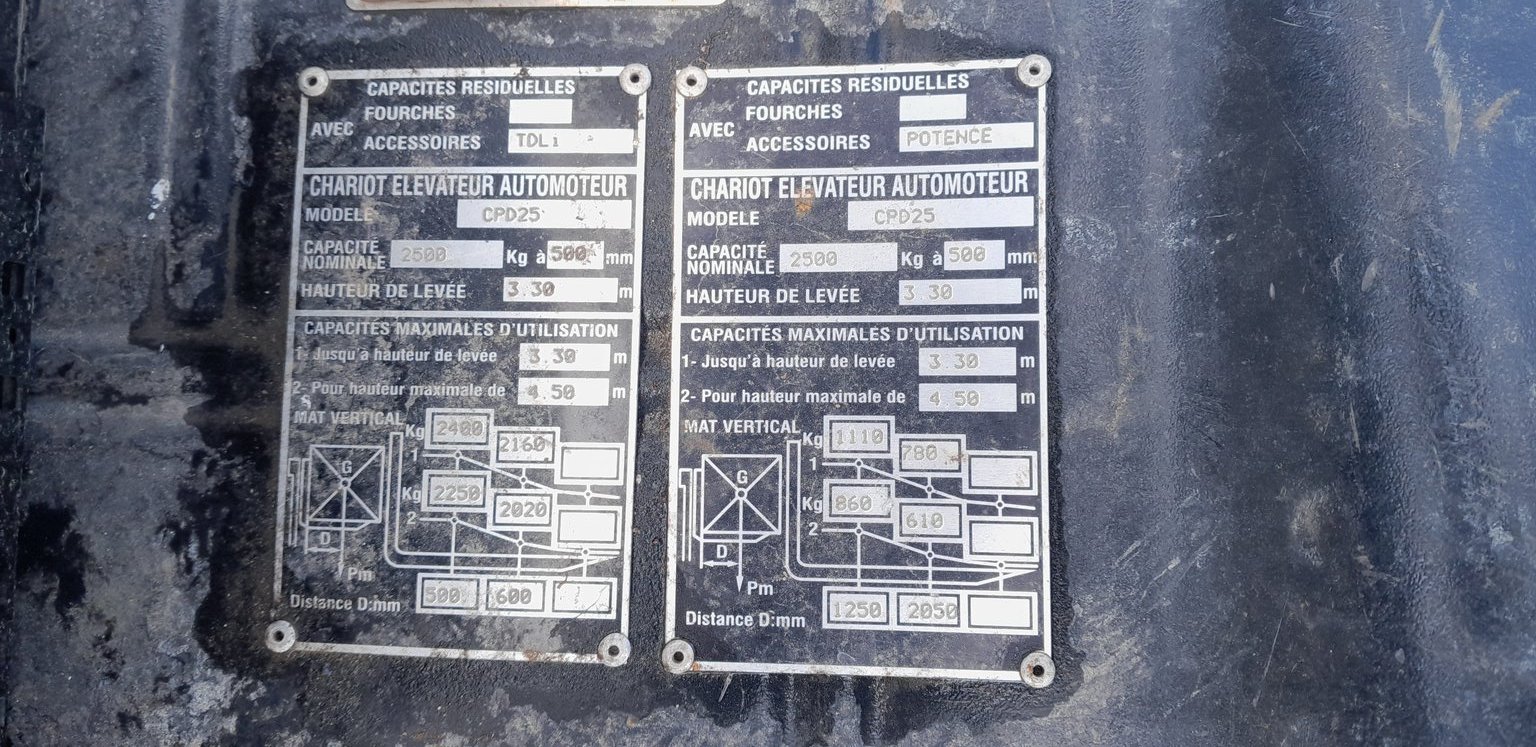 CAPACITES RESIDUELLES
FOURCHES
AVEC
ACCESSOIRES TDLi
CHARIOT ELEVATEUR AUTOMOTEUR
MODELE CPD25
CAPACITÉ NOMINALE 2500 Kg à 500 mm
HAUTEUR DE LEVÉE 3.30 m
CAPACITÉS MAXIMALES D'UTILISATION
1- Jusqu'à hauteur de levée 3.30 m
2- Pour hauteur maximale de 4.50 m
MAT VERTICAL
Kg 2400 2160
1
G
Kg 2250 2020
2
D
Pm
Distance D:mm 500 600
CAPACITES RESIDUELLES
FOURCHES
AVEC
ACCESSOIRES POTENCE
CHARIOT ELEVATEUR AUTOMOTEUR
MODELE CPD25
CAPACITÉ NOMINALE 2500 Kg à 500 mm
HAUTEUR DE LEVÉE 3.30 m
CAPACITÉS MAXIMALES D'UTILISATION
1- Jusqu'à hauteur de levée 3.30 m
2- Pour hauteur maximale de 4.50 m
MAT VERTICAL
Kg 1110 780
1
G
Kg 860 610
2
D
Pm
Distance D:mm 1250 2050